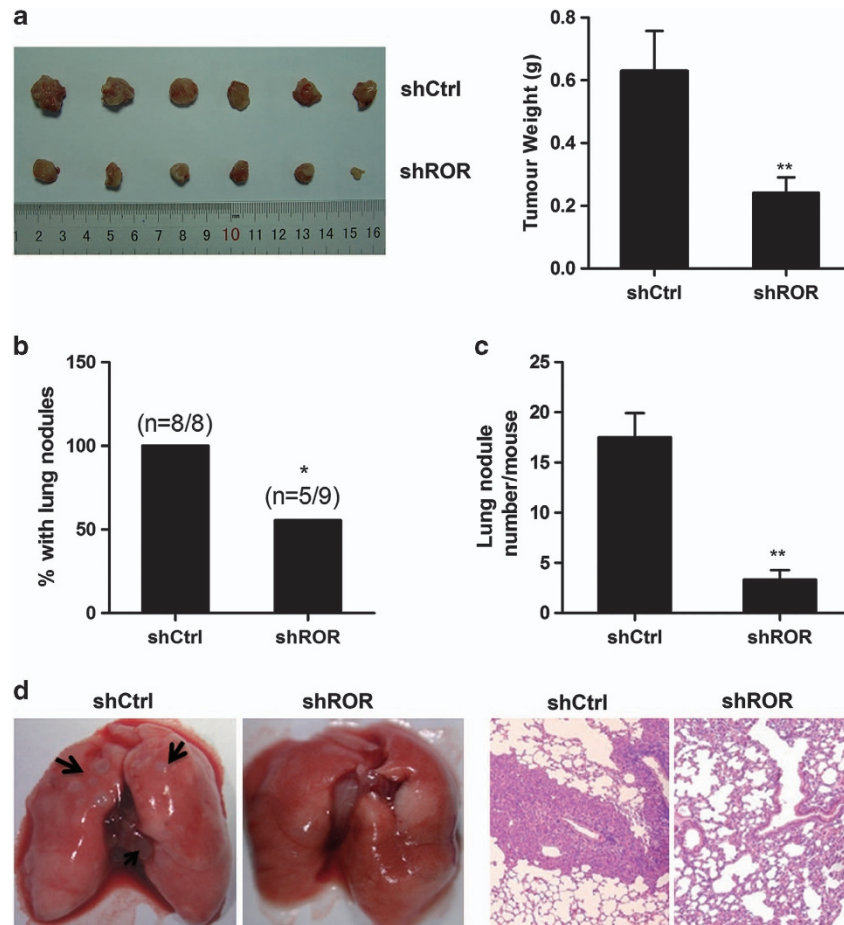 a
shCtrl
shROR
1 2 3 4 5 6 7 8 9 10 11 12 13 14 15 16
Tumour Weight (g)
0.8
0.6
0.4
0.2
0.0
**
shCtrl
shROR
b
% with lung nodules
150
100
50
0
(n=8/8)
*
(n=5/9)
shCtrl
shROR
c
Lung nodule
number/mouse
25
20
15
10
5
0
**
shCtrl
shROR
d
shCtrl
shROR
shCtrl
shROR